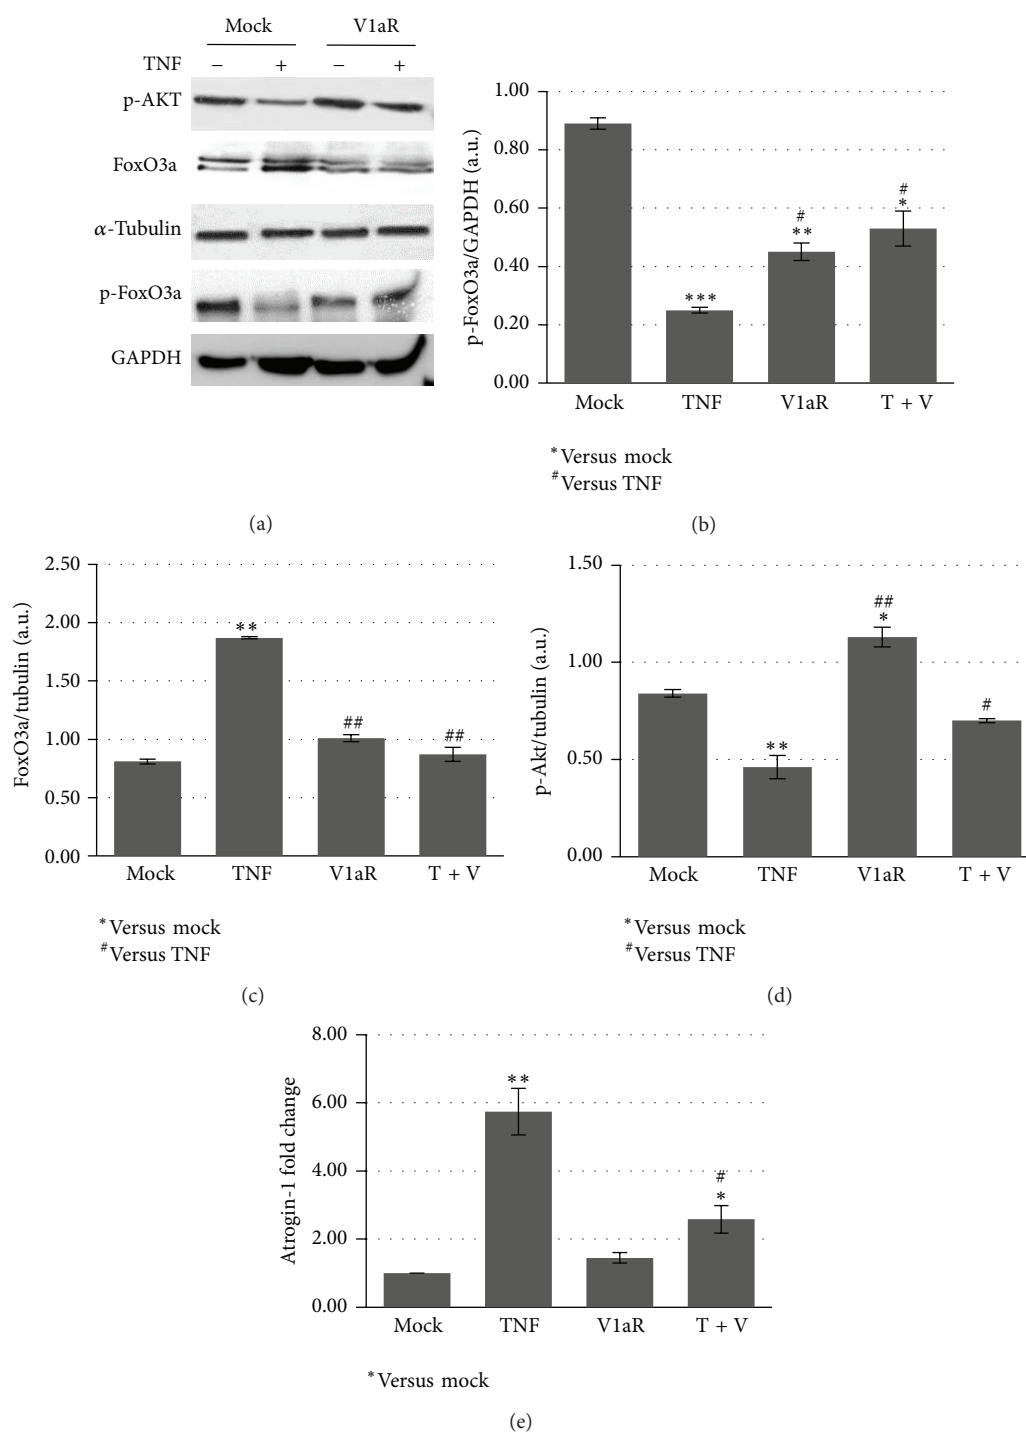 Mock V1aR
TNF − + − +
p-AKT
FoxO3a
α-Tubulin
p-FoxO3a
GAPDH
(a)
p-FoxO3a/GAPDH (a.u.)
1.00
0.80
0.60
0.40
0.20
0.00
***
#
**
#
*
Mock TNF V1aR T + V
*Versus mock
#Versus TNF
(b)
FoxO3a/tubulin (a.u.)
2.50
2.00
1.50
1.00
0.50
0.00
**
##
##
Mock TNF V1aR T + V
*Versus mock
#Versus TNF
(c)
p-Akt/tubulin (a.u.)
1.50
1.00
0.50
0.00
**
##
*
#
Mock TNF V1aR T + V
*Versus mock
#Versus TNF
(d)
Atrogin-1 fold change
8.00
6.00
4.00
2.00
0.00
**
#
*
Mock TNF V1aR T + V
*Versus mock
(e)